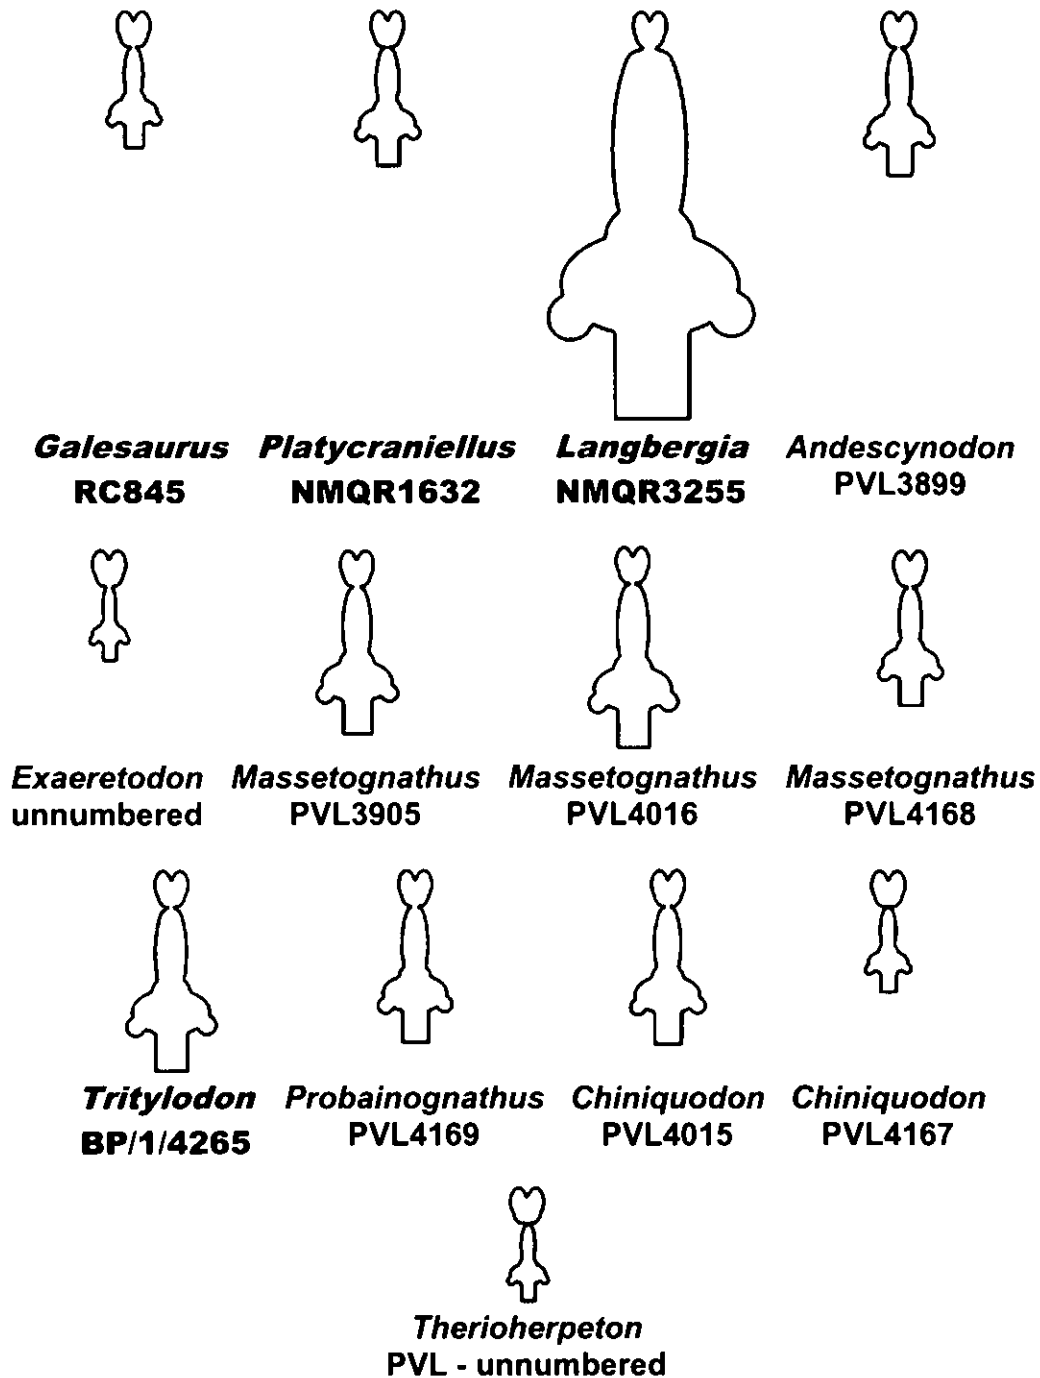 Galesaurus
RC845
Platycraniellus
NMQR1632
Langbergia
NMQR3255
Andescynodon
PVL3899
Exaeretodon
unnumbered
Massetognathus
PVL3905
Massetognathus
PVL4016
Massetognathus
PVL4168
Tritylodon
BP/1/4265
Probainognathus
PVL4169
Chiniquodon
PVL4015
Chiniquodon
PVL4167
Therioherpeton
PVL - unnumbered